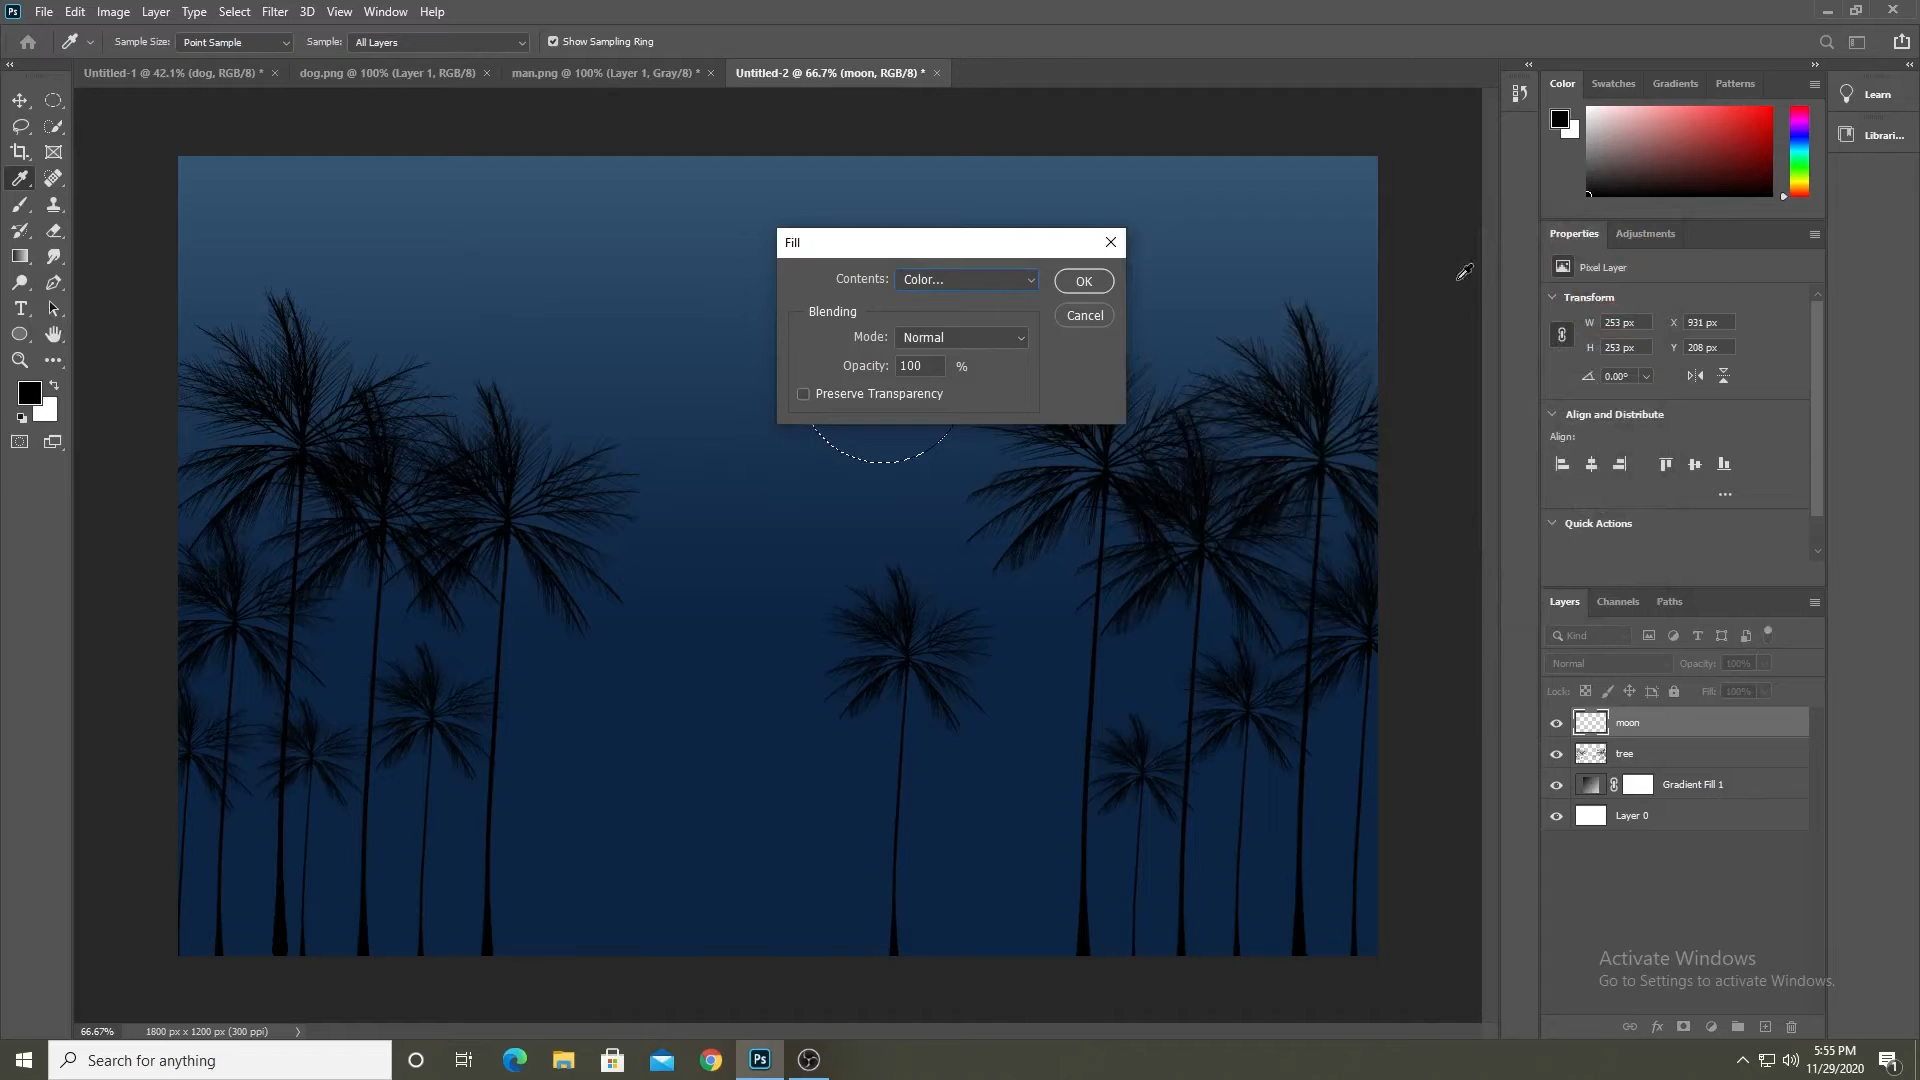 Ps File Edit Image Layer Type Select Filter 3D View Window Help
Sample Size: Point Sample Sample: All Layers Show Sampling Ring
Untitled-1 @ 42.1% (dog, RGB/8) * dog.png @ 100% (Layer 1, RGB/8) man.png @ 100% (Layer 1, Gray/8) * Untitled-2 @ 66.7% (moon, RGB/8) *
Color Swatches Gradients Patterns
Learn
Librari...
Properties Adjustments
Pixel Layer
Transform
W 253 px X 931 px
H 253 px Y 208 px
0.00°
Align and Distribute
Align:
Quick Actions
Fill
Contents: Color... OK
Blending Cancel
Mode: Normal
Opacity: 100 %
Preserve Transparency
Layers Channels Paths
Kind
Normal Opacity: 100%
Lock: Fill: 100%
moon
tree
Gradient Fill 1
Layer 0
Activate Windows
Go to Settings to activate Windows.
66.67% 1800 px x 1200 px (300 ppi)
Search for anything
Ps
5:55 PM
11/29/2020
1